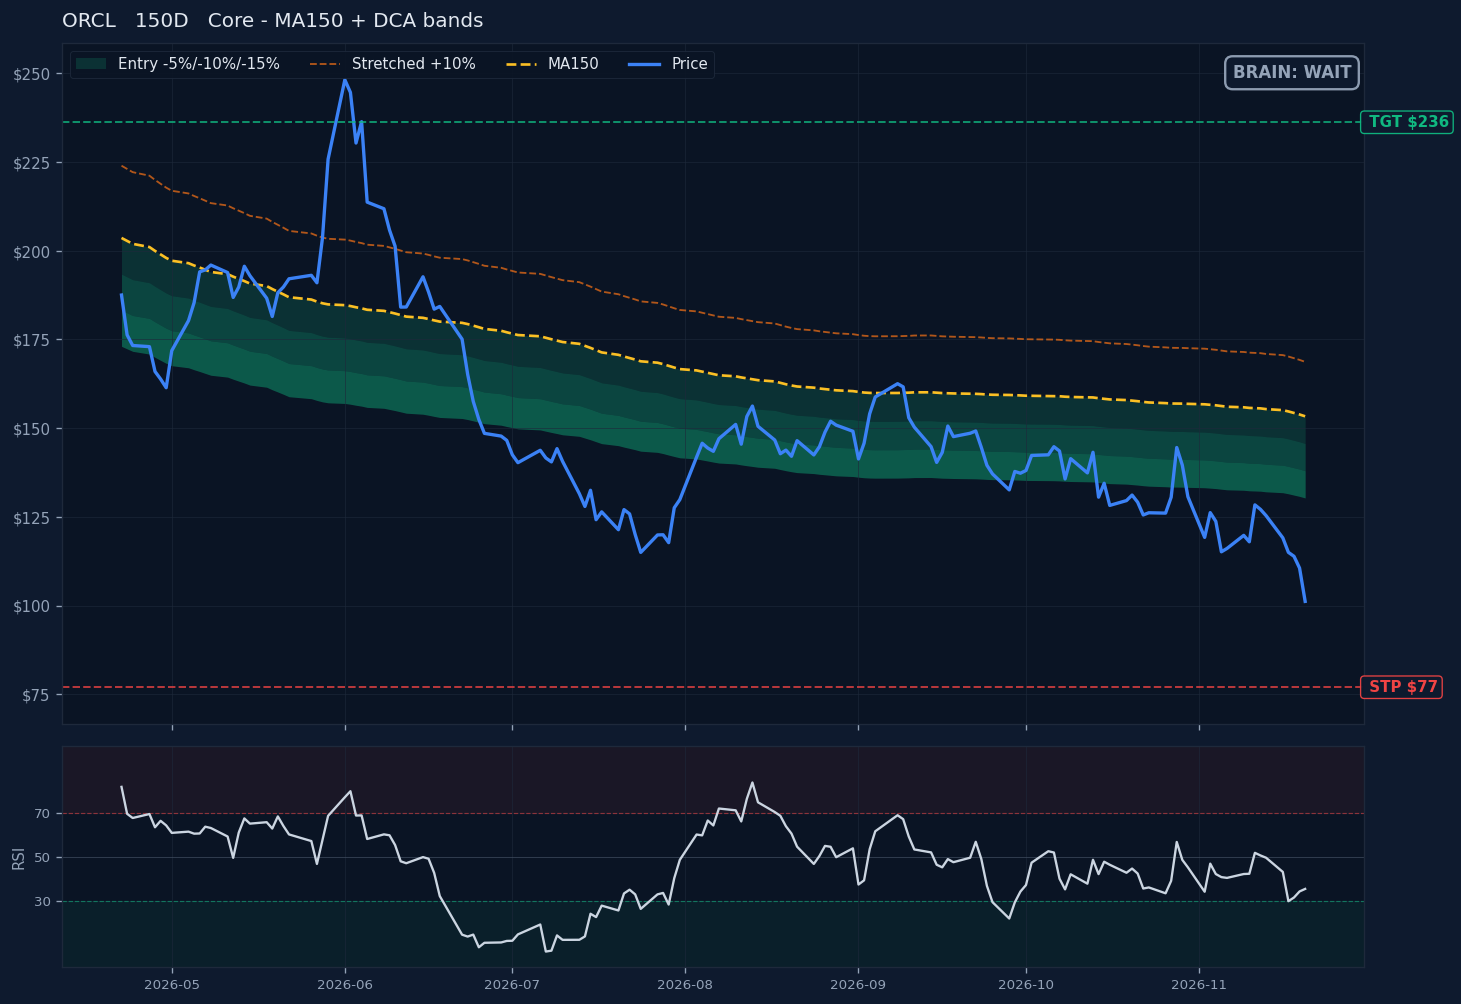 ORCL   150D   Core - MA150 + DCA bands
Entry -5%/-10%/-15%   Stretched +10%   MA150   Price
BRAIN: WAIT
$250
TGT $236
$225
$200
$175
$150
$125
$100
$75
STP $77
70
50
30
RSI
2026-05   2026-06   2026-07   2026-08   2026-09   2026-10   2026-11